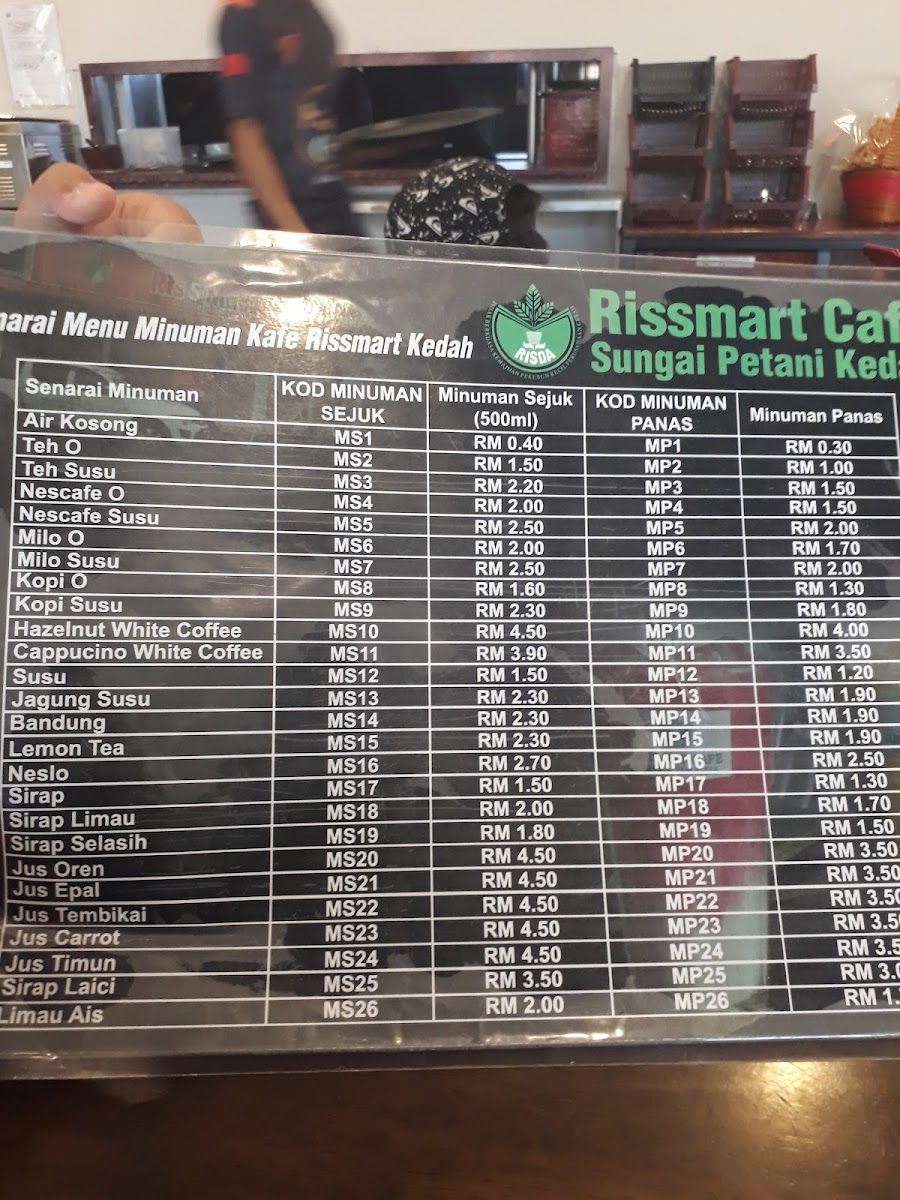 narai Menu Minuman Kafe Rissmart Kedah
RISDA
Rissmart Caf
Sungai Petani Keda
Senarai Minuman KOD MINUMAN SEJUK Minuman Sejuk (500ml) KOD MINUMAN PANAS Minuman Panas
Air Kosong MS1 RM 0.40 MP1 RM 0.30
Teh O MS2 RM 1.50 MP2 RM 1.00
Teh Susu MS3 RM 2.20 MP3 RM 1.50
Nescafe O MS4 RM 2.00 MP4 RM 1.50
Nescafe Susu MS5 RM 2.50 MP5 RM 2.00
Milo O MS6 RM 2.00 MP6 RM 1.70
Milo Susu MS7 RM 2.50 MP7 RM 2.00
Kopi O MS8 RM 1.60 MP8 RM 1.30
Kopi Susu MS9 RM 2.30 MP9 RM 1.80
Hazelnut White Coffee MS10 RM 4.50 MP10 RM 4.00
Cappucino White Coffee MS11 RM 3.90 MP11 RM 3.50
Susu MS12 RM 1.50 MP12 RM 1.20
Jagung Susu MS13 RM 2.30 MP13 RM 1.90
Bandung MS14 RM 2.30 MP14 RM 1.90
Lemon Tea MS15 RM 2.30 MP15 RM 1.90
Neslo MS16 RM 2.70 MP16 RM 2.50
Sirap MS17 RM 1.50 MP17 RM 1.30
Sirap Limau MS18 RM 2.00 MP18 RM 1.70
Sirap Selasih MS19 RM 1.80 MP19 RM 1.50
Jus Oren MS20 RM 4.50 MP20 RM 3.50
Jus Epal MS21 RM 4.50 MP21 RM 3.50
Jus Tembikai MS22 RM 4.50 MP22 RM 3.50
Jus Carrot MS23 RM 4.50 MP23 RM 3.5
Jus Timun MS24 RM 4.50 MP24 RM 3.5
Sirap Laici MS25 RM 3.50 MP25 RM 3.0
Limau Ais MS26 RM 2.00 MP26 RM 1.